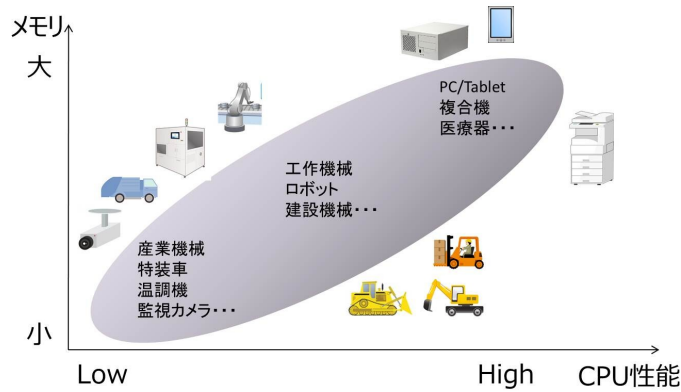 メモリ
大
PC/Tablet
複合機
医療器・・・
工作機械
ロボット
建設機械・・・
産業機械
特装車
温調機
監視カメラ・・・
小
Low
High
CPU性能